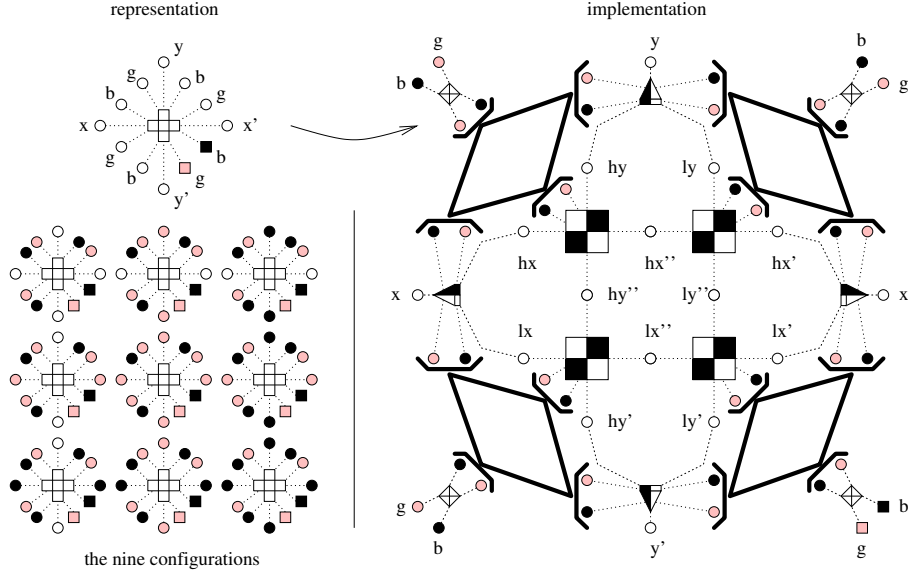 representation
implementation
y
g
b
b
g
x
x'
g
b
b
g
y'
g
b
y
b
g
hy
ly
hx
hx''
hx'
x
hy''
ly''
x
lx
lx''
lx'
hy'
ly'
g
b
y'
b
g
the nine configurations